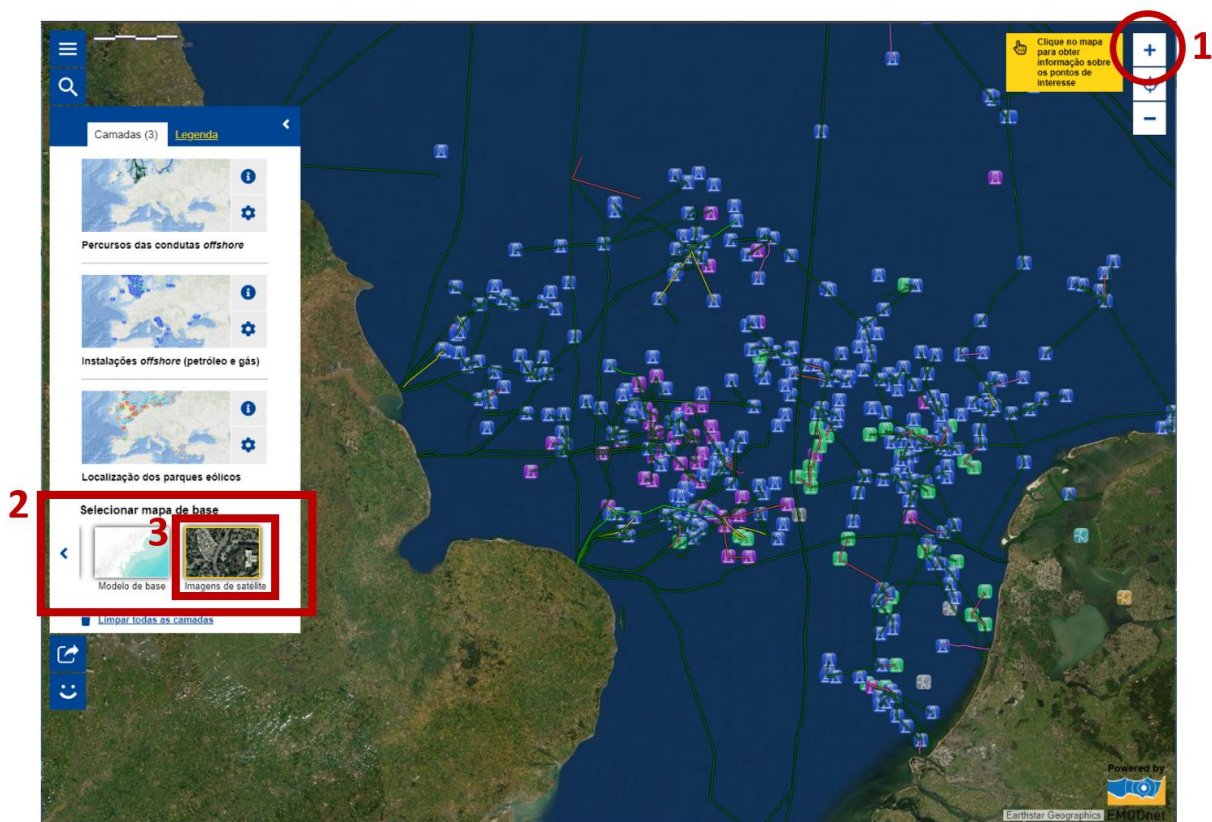 1
km
Clique no mapa
para obter
informação sobre
os pontos de
interesse
+
−
Camadas (3) Legenda
Percursos das condutas offshore
Instalações offshore (petróleo e gás)
Localização dos parques eólicos
2
Selecionar mapa de base
3
Modelo de base Imagens de satélite
Limpar todas as camadas
Powered by
Earthstar Geographics EMODnet